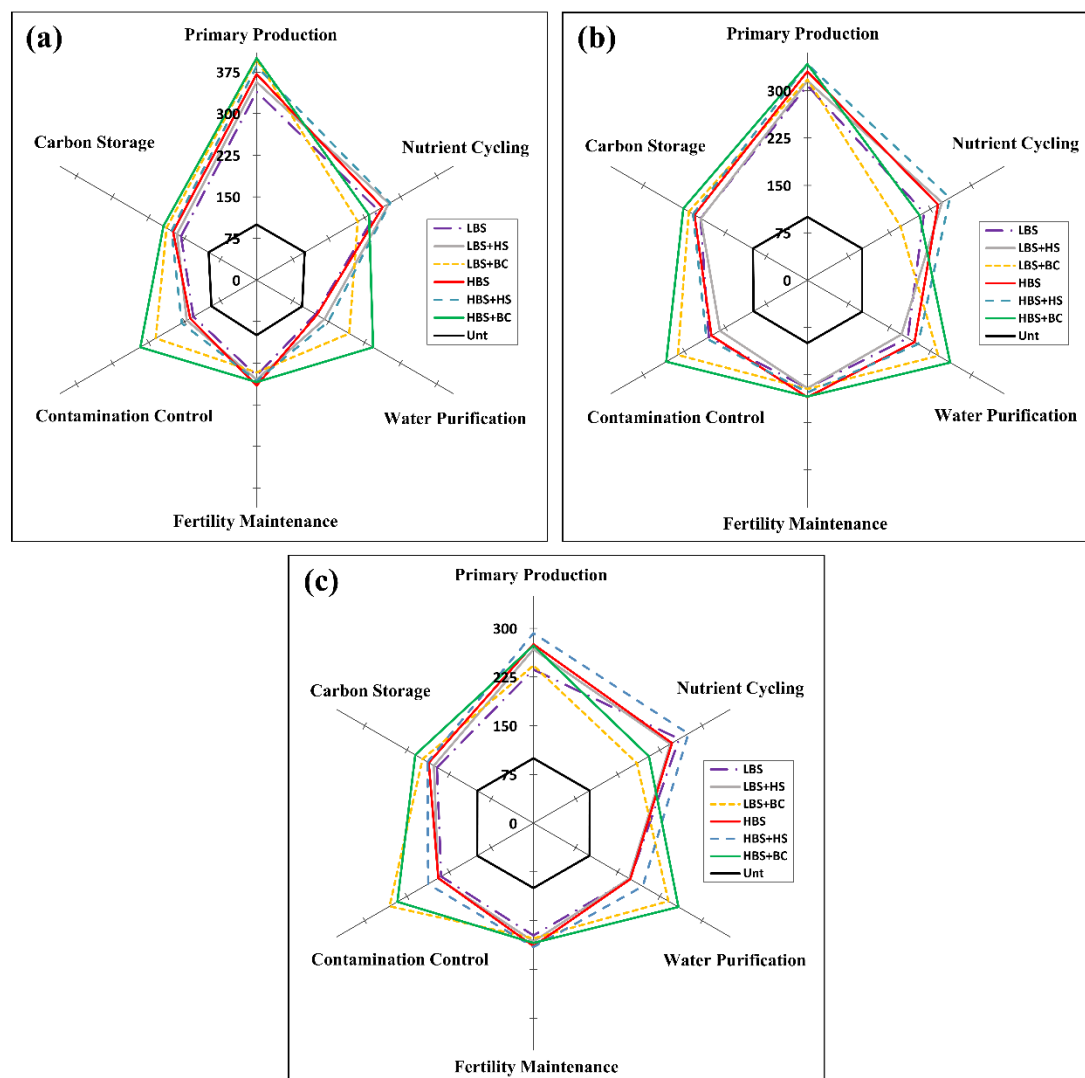 (a)
Primary Production
375
300
225
150
75
0
Carbon Storage
Nutrient Cycling
Contamination Control
Water Purification
Fertility Maintenance
LBS
LBS+HS
LBS+BC
HBS
HBS+HS
HBS+BC
Unt
(b)
Primary Production
300
225
150
75
0
Carbon Storage
Nutrient Cycling
Contamination Control
Water Purification
Fertility Maintenance
LBS
LBS+HS
LBS+BC
HBS
HBS+HS
HBS+BC
Unt
(c)
Primary Production
300
225
150
75
0
Carbon Storage
Nutrient Cycling
Contamination Control
Water Purification
Fertility Maintenance
LBS
LBS+HS
LBS+BC
HBS
HBS+HS
HBS+BC
Unt